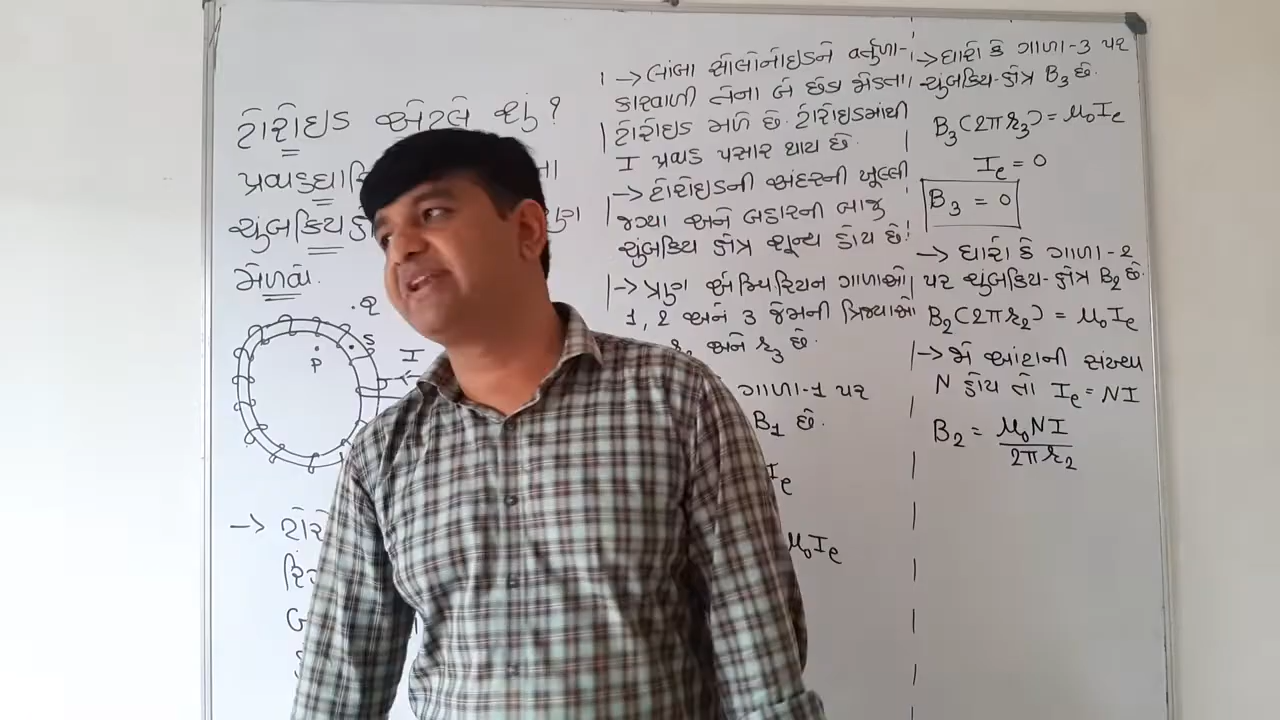 ટોરોઇડ એટલે શું?
પ્રવાહધારિ
ચુંબકિયક્ષે
મેળવો.
Q
S
P
I
→ ટોરો
→ લાંબા સોલેનોઇડને વર્તુળા-
કારવાળી તેના બે છેડા જોડતા
ટોરોઇડ મળે છે. ટોરોઇડમાંથી
I પ્રવાહ પસાર થાય છે.
→ ટોરોઇડની અંદરની ખુલ્લી
જગ્યા અને બહારની બાજુ
ચુંબકિય ક્ષેત્ર શૂન્ય હોય છે.
→ ત્રણ એમ્પિરિયન ગાળાઓ
1, 2 અને 3 જેમની ત્રિજ્યાઓ
અને r₃ છે.
ગાળા-1 પર
B₁ છે.
Iₑ
μ₀Iₑ
→ ધારો કે ગાળા-3 પર
ચુંબકિય-ક્ષેત્ર B₃ છે.
B₃(2πr₃) = μ₀Iₑ
Iₑ = 0
B₃ = 0
→ ધારો કે ગાળા-2
પર ચુંબકિય-ક્ષેત્ર B₂ છે.
B₂(2πr₂) = μ₀Iₑ
→ જો આંટાની સંખ્યા
N હોય તો Iₑ = NI
B₂ = μ₀NI / 2πr₂